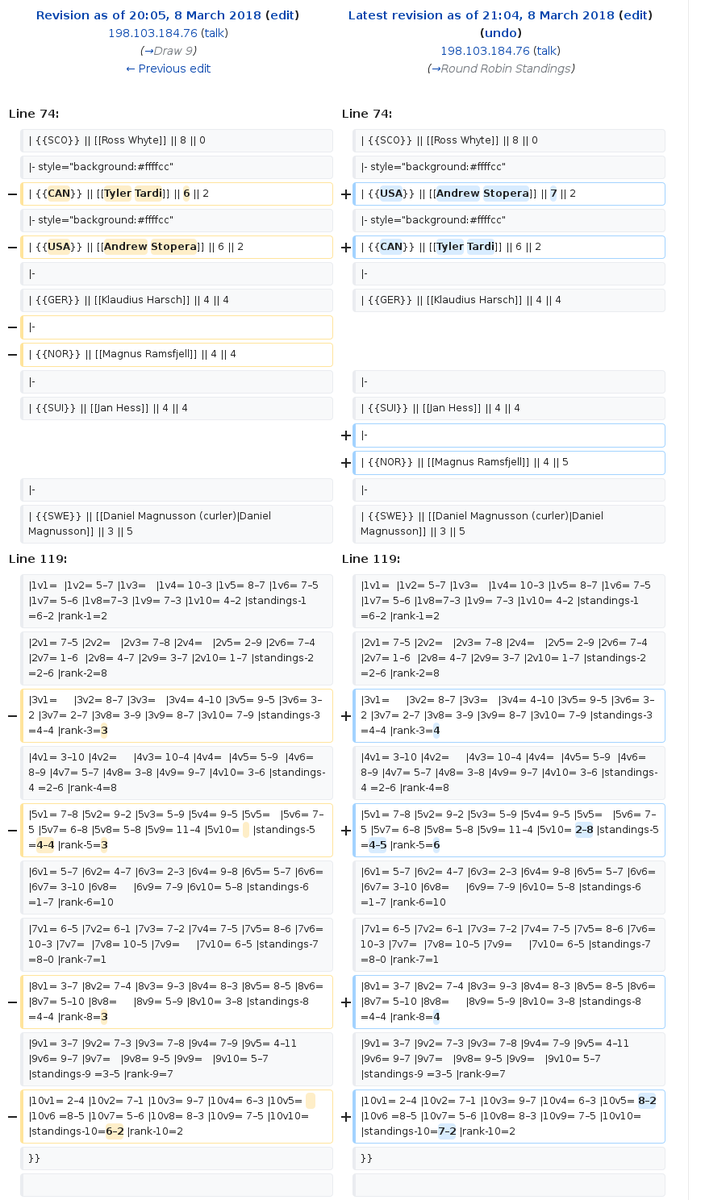 Revision as of 20:05, 8 March 2018 (edit)
198.103.184.76 (talk)
(→Draw 9)
← Previous edit
Latest revision as of 21:04, 8 March 2018 (edit)
(undo)
198.103.184.76 (talk)
(→Round Robin Standings)
Line 74:
Line 74:
| {{SCO}} || [[Ross Whyte]] || 8 || 0
| {{SCO}} || [[Ross Whyte]] || 8 || 0
|- style="background:#ffffcc"
|- style="background:#ffffcc"
− | {{CAN}} || [[Tyler Tardi]] || 6 || 2
+ | {{USA}} || [[Andrew Stopera]] || 7 || 2
|- style="background:#ffffcc"
|- style="background:#ffffcc"
− | {{USA}} || [[Andrew Stopera]] || 6 || 2
+ | {{CAN}} || [[Tyler Tardi]] || 6 || 2
|-
|-
| {{GER}} || [[Klaudius Harsch]] || 4 || 4
| {{GER}} || [[Klaudius Harsch]] || 4 || 4
− |-
− | {{NOR}} || [[Magnus Ramsfjell]] || 4 || 4
|-
|-
| {{SUI}} || [[Jan Hess]] || 4 || 4
| {{SUI}} || [[Jan Hess]] || 4 || 4
+ |-
+ | {{NOR}} || [[Magnus Ramsfjell]] || 4 || 5
|-
|-
| {{SWE}} || [[Daniel Magnusson (curler)|Daniel
Magnusson]] || 3 || 5
| {{SWE}} || [[Daniel Magnusson (curler)|Daniel
Magnusson]] || 3 || 5
Line 119:
Line 119:
|1v1= |1v2= 5–7 |1v3= |1v4= 10–3 |1v5= 8–7 |1v6= 7–5
|1v7= 5–6 |1v8=7–3 |1v9= 7–3 |1v10= 4–2 |standings-1
=6–2 |rank-1=2
|1v1= |1v2= 5–7 |1v3= |1v4= 10–3 |1v5= 8–7 |1v6= 7–5
|1v7= 5–6 |1v8=7–3 |1v9= 7–3 |1v10= 4–2 |standings-1
=6–2 |rank-1=2
|2v1= 7–5 |2v2= |2v3= 7–8 |2v4= |2v5= 2–9 |2v6= 7–4
|2v7= 1–6 |2v8= 4–7 |2v9= 3–7 |2v10= 1–7 |standings-2
=2–6 |rank-2=8
|2v1= 7–5 |2v2= |2v3= 7–8 |2v4= |2v5= 2–9 |2v6= 7–4
|2v7= 1–6 |2v8= 4–7 |2v9= 3–7 |2v10= 1–7 |standings-2
=2–6 |rank-2=8
− |3v1= |3v2= 8–7 |3v3= |3v4= 4–10 |3v5= 9–5 |3v6= 3–
2 |3v7= 2–7 |3v8= 3–9 |3v9= 8–7 |3v10= 7–9 |standings-3
=4–4 |rank-3=3
+ |3v1= |3v2= 8–7 |3v3= |3v4= 4–10 |3v5= 9–5 |3v6= 3–
2 |3v7= 2–7 |3v8= 3–9 |3v9= 8–7 |3v10= 7–9 |standings-3
=4–4 |rank-3=4
|4v1= 3–10 |4v2= |4v3= 10–4 |4v4= |4v5= 5–9 |4v6=
8–9 |4v7= 5–7 |4v8= 3–8 |4v9= 9–7 |4v10= 3–6 |standings-
4 =2–6 |rank-4=8
|4v1= 3–10 |4v2= |4v3= 10–4 |4v4= |4v5= 5–9 |4v6=
8–9 |4v7= 5–7 |4v8= 3–8 |4v9= 9–7 |4v10= 3–6 |standings-
4 =2–6 |rank-4=8
− |5v1= 7–8 |5v2= 9–2 |5v3= 5–9 |5v4= 9–5 |5v5= |5v6= 7–
5 |5v7= 6–8 |5v8= 5–8 |5v9= 11–4 |5v10= |standings-5
=4–4 |rank-5=3
+ |5v1= 7–8 |5v2= 9–2 |5v3= 5–9 |5v4= 9–5 |5v5= |5v6= 7–
5 |5v7= 6–8 |5v8= 5–8 |5v9= 11–4 |5v10= 2–8 |standings-5
=4–5 |rank-5=6
|6v1= 5–7 |6v2= 4–7 |6v3= 2–3 |6v4= 9–8 |6v5= 5–7 |6v6=
|6v7= 3–10 |6v8= |6v9= 7–9 |6v10= 5–8 |standings-6
=1–7 |rank-6=10
|6v1= 5–7 |6v2= 4–7 |6v3= 2–3 |6v4= 9–8 |6v5= 5–7 |6v6=
|6v7= 3–10 |6v8= |6v9= 7–9 |6v10= 5–8 |standings-6
=1–7 |rank-6=10
|7v1= 6–5 |7v2= 6–1 |7v3= 7–2 |7v4= 7–5 |7v5= 8–6 |7v6=
10–3 |7v7= |7v8= 10–5 |7v9= |7v10= 6–5 |standings-7
=8–0 |rank-7=1
|7v1= 6–5 |7v2= 6–1 |7v3= 7–2 |7v4= 7–5 |7v5= 8–6 |7v6=
10–3 |7v7= |7v8= 10–5 |7v9= |7v10= 6–5 |standings-7
=8–0 |rank-7=1
− |8v1= 3–7 |8v2= 7–4 |8v3= 9–3 |8v4= 8–3 |8v5= 8–5 |8v6=
|8v7= 5–10 |8v8= |8v9= 5–9 |8v10= 3–8 |standings-8
=4–4 |rank-8=3
+ |8v1= 3–7 |8v2= 7–4 |8v3= 9–3 |8v4= 8–3 |8v5= 8–5 |8v6=
|8v7= 5–10 |8v8= |8v9= 5–9 |8v10= 3–8 |standings-8
=4–4 |rank-8=4
|9v1= 3–7 |9v2= 7–3 |9v3= 7–8 |9v4= 7–9 |9v5= 4–11
|9v6= 9–7 |9v7= |9v8= 9–5 |9v9= |9v10= 5–7
|standings-9 =3–5 |rank-9=7
|9v1= 3–7 |9v2= 7–3 |9v3= 7–8 |9v4= 7–9 |9v5= 4–11
|9v6= 9–7 |9v7= |9v8= 9–5 |9v9= |9v10= 5–7
|standings-9 =3–5 |rank-9=7
− |10v1= 2–4 |10v2= 7–1 |10v3= 9–7 |10v4= 6–3 |10v5=
|10v6 =8–5 |10v7= 5–6 |10v8= 8–3 |10v9= 7–5 |10v10=
|standings-10=6–2 |rank-10=2
+ |10v1= 2–4 |10v2= 7–1 |10v3= 9–7 |10v4= 6–3 |10v5= 8–2
|10v6 =8–5 |10v7= 5–6 |10v8= 8–3 |10v9= 7–5 |10v10=
|standings-10=7–2 |rank-10=2
}}
}}